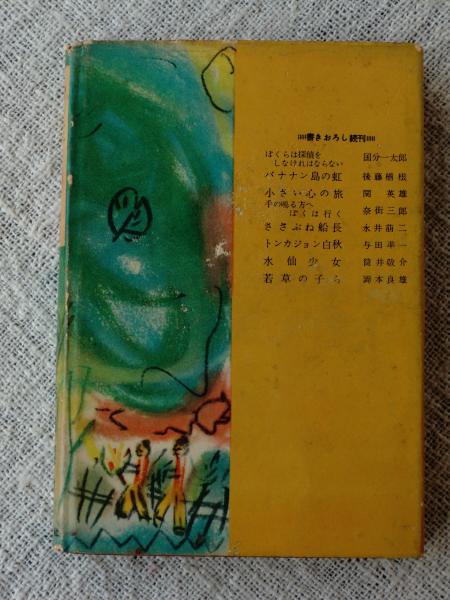 書きおろし続刊
ぼくらは探偵を
しなければならない 国分一太郎
バナナン島の虹 後藤楢根
小さい心の旅 関英雄
手の鳴る方へ
ぼくは行く 奈街三郎
ささぶね船長 永井萠二
トンカジョン白秋 与田凖一
水仙少女 筒井敬介
若草の子ら 岡本良雄